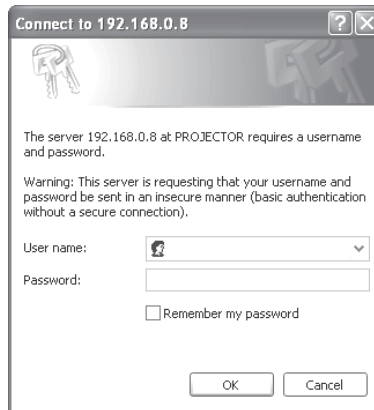 Connect to 192.168.0.8
The server 192.168.0.8 at PROJECTOR requires a username
and password.
Warning: This server is requesting that your username and
password be sent in an insecure manner (basic authentication
without a secure connection).
User name:
Password:
Remember my password
OK Cancel